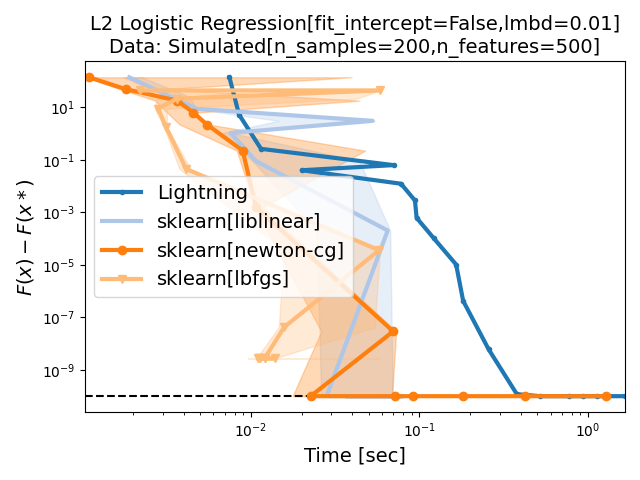 L2 Logistic Regression[fit_intercept=False,lmbd=0.01]
Data: Simulated[n_samples=200,n_features=500]
F(x) − F(x*)
10¹
10⁻¹
10⁻³
10⁻⁵
10⁻⁷
10⁻⁹
Lightning
sklearn[liblinear]
sklearn[newton-cg]
sklearn[lbfgs]
10⁻² 10⁻¹ 10⁰
Time [sec]